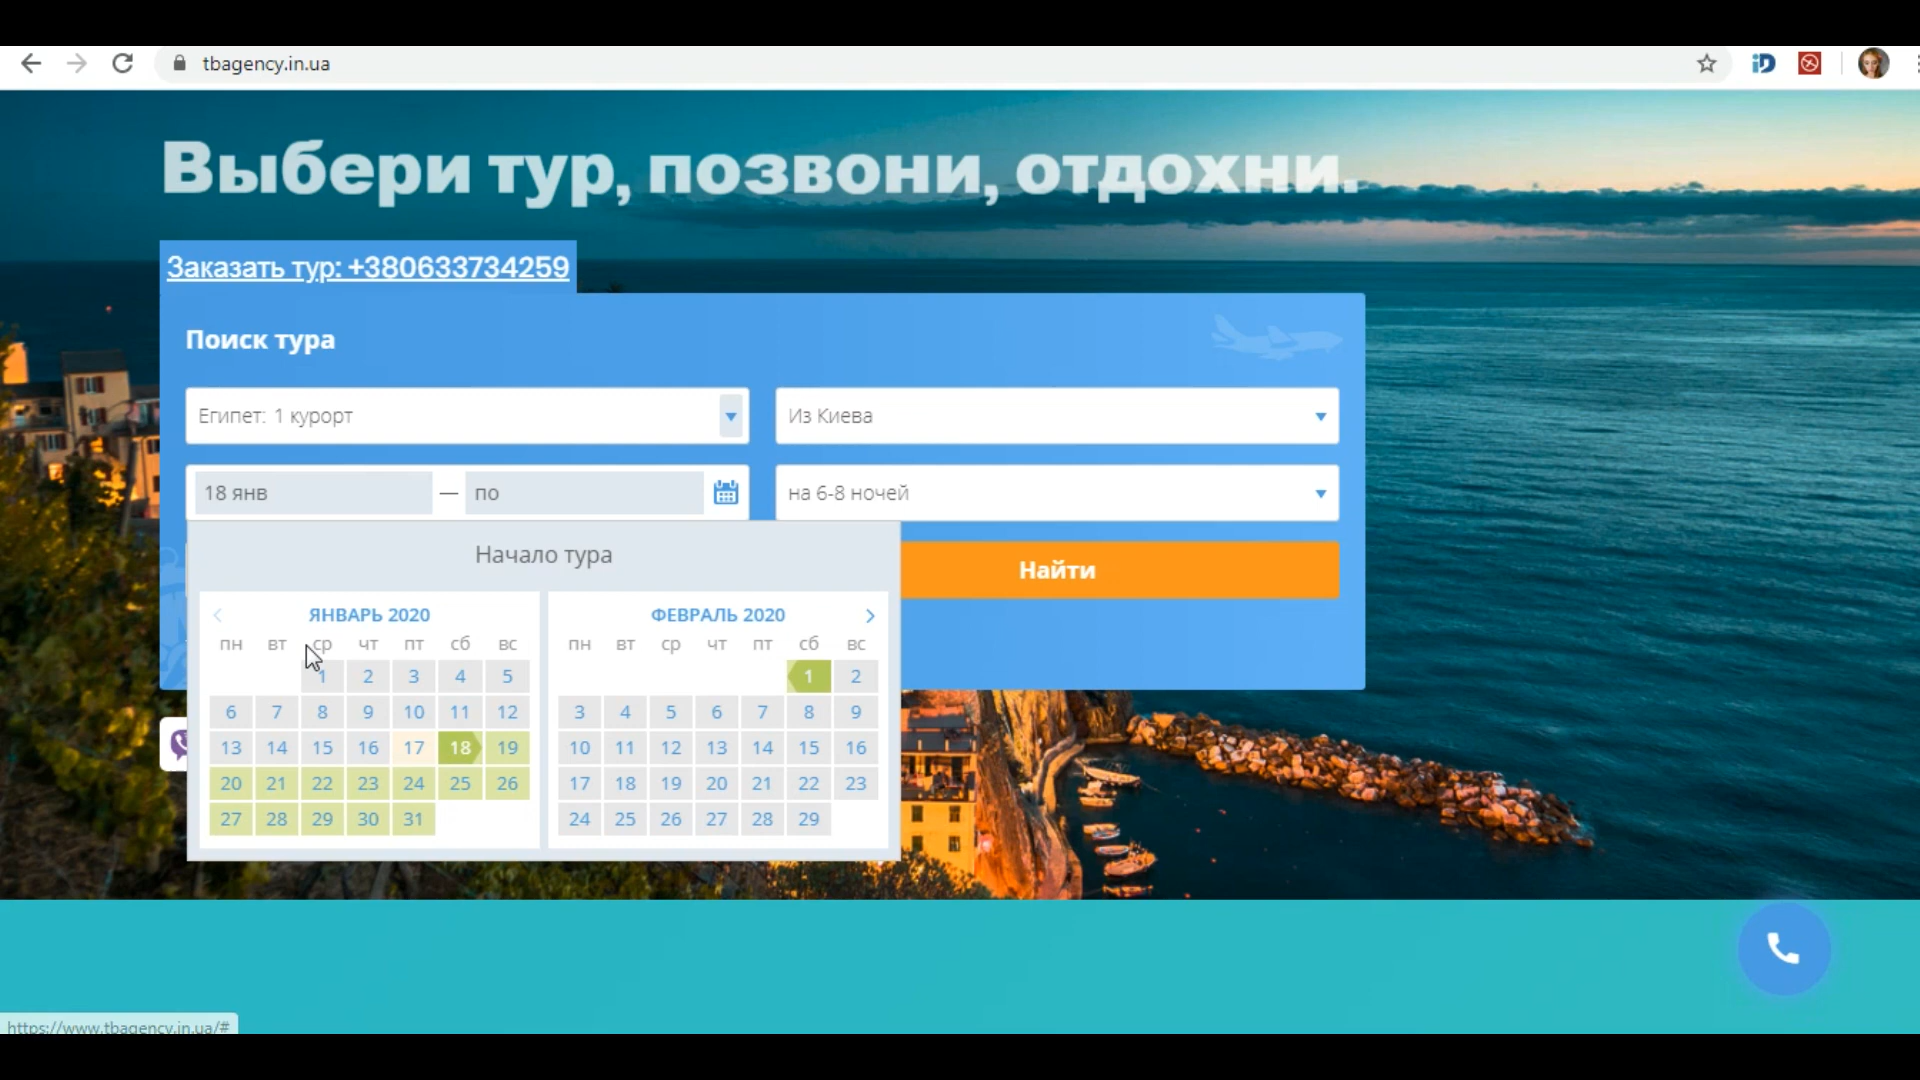 tbagency.in.ua
Выбери тур, позвони, отдохни.
Заказать тур: +380633734259
Поиск тура
Египет: 1 курорт
Из Киева
18 янв — по
на 6-8 ночей
Начало тура
Найти
ЯНВАРЬ 2020
пн вт ср чт пт сб вс
1 2 3 4 5
6 7 8 9 10 11 12
13 14 15 16 17 18 19
20 21 22 23 24 25 26
27 28 29 30 31
ФЕВРАЛЬ 2020
пн вт ср чт пт сб вс
1 2
3 4 5 6 7 8 9
10 11 12 13 14 15 16
17 18 19 20 21 22 23
24 25 26 27 28 29
https://www.tbagency.in.ua/#